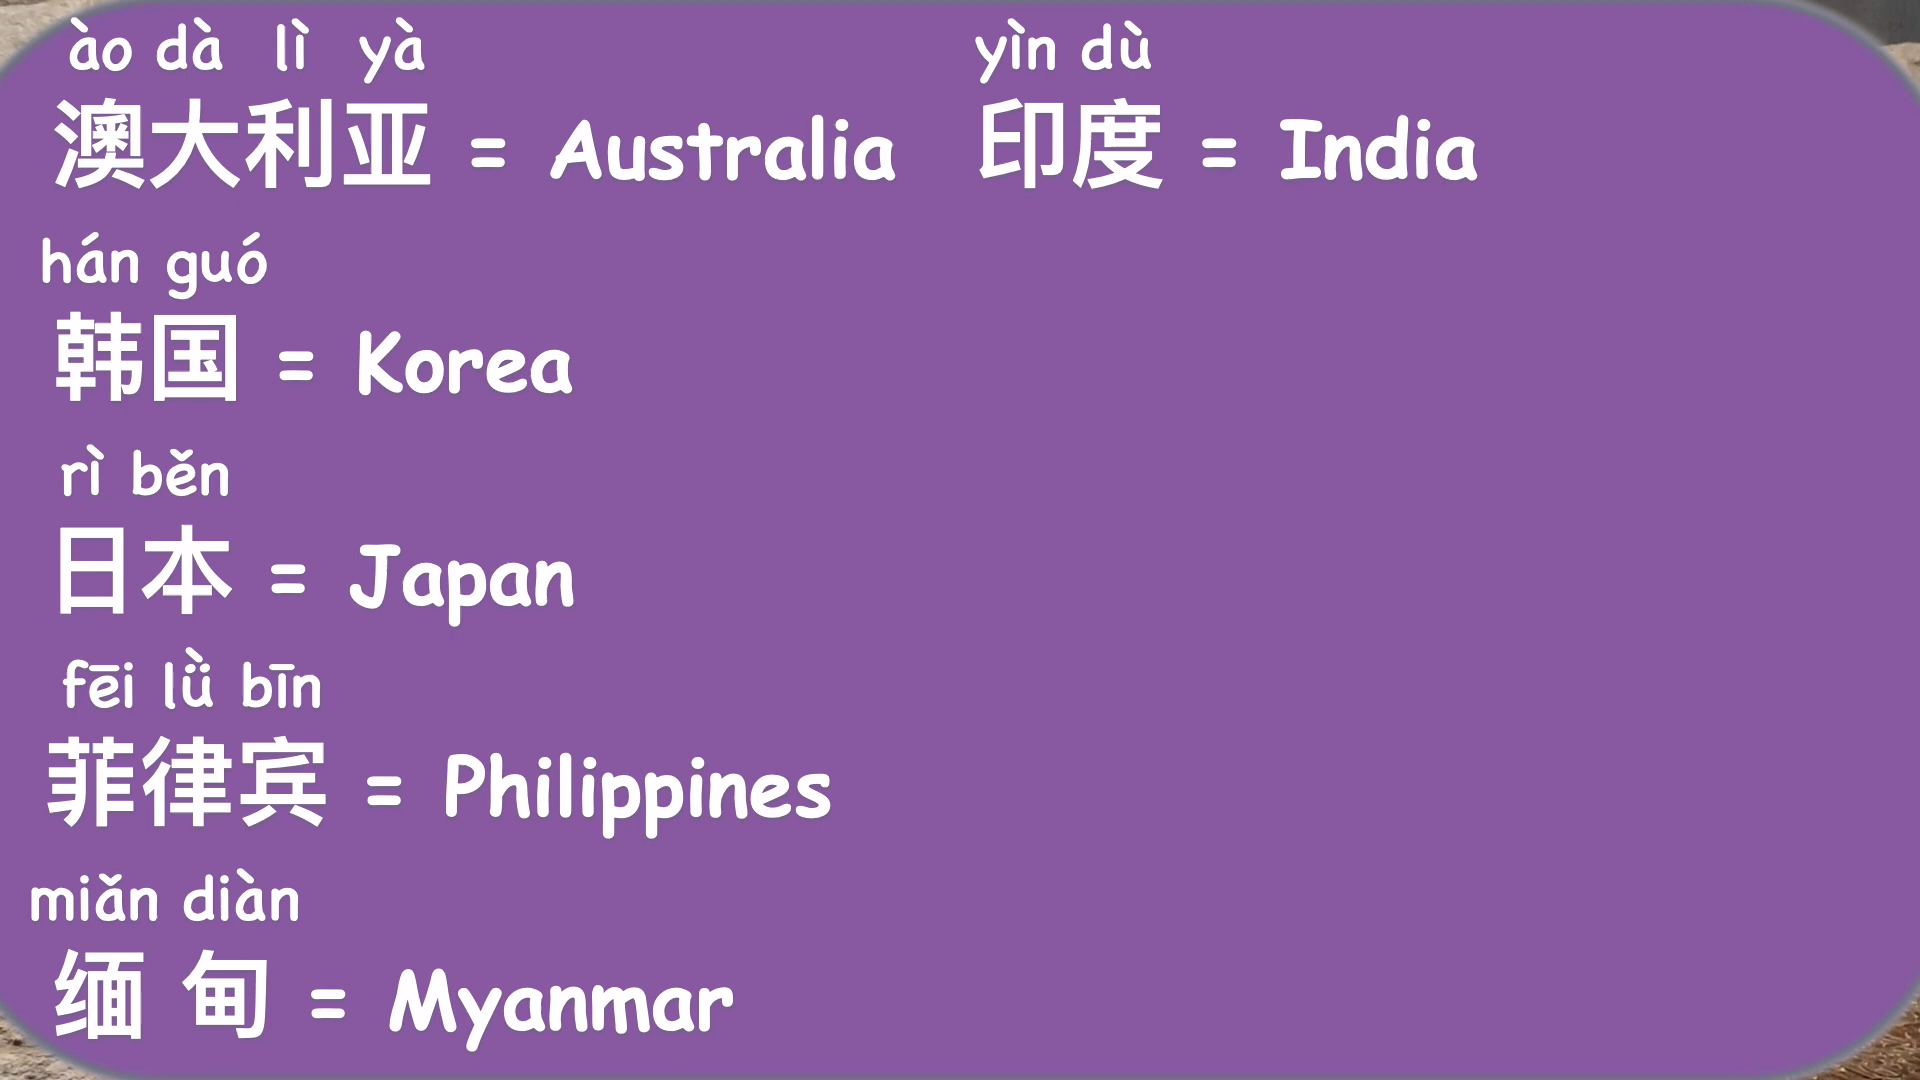 ào dà lì yà
澳大利亚 = Australia
hán guó
韩国 = Korea
rì běn
日本 = Japan
fēi lǜ bīn
菲律宾 = Philippines
miǎn diàn
缅 甸 = Myanmar
yìn dù
印度 = India